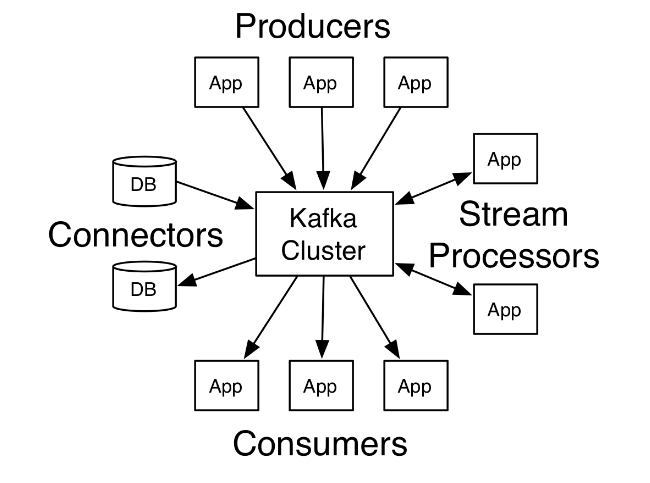 Producers
App
App
App
DB
App
Kafka
Cluster
Connectors
Stream
Processors
DB
App
App
App
App
Consumers